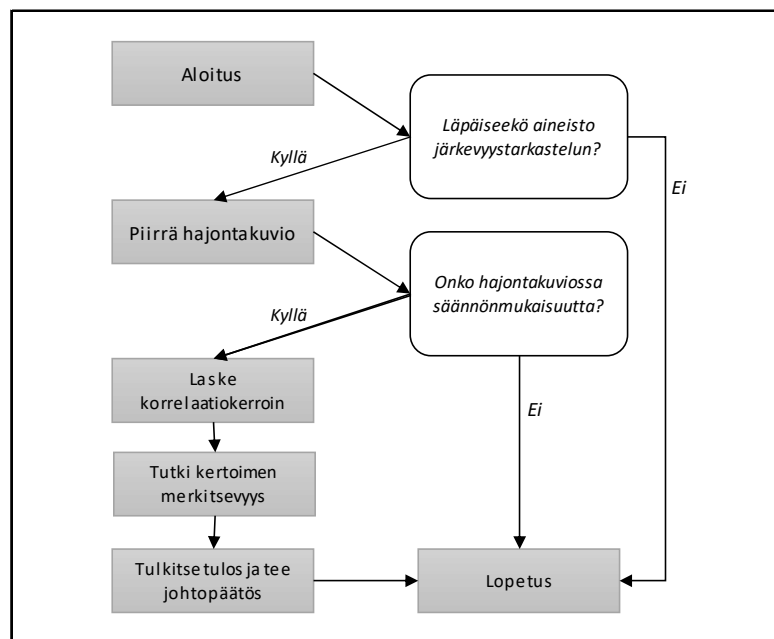 Aloitus
Läpäiseekö aineisto
järkevyystarkastelun?
Kyllä
Ei
Piirrä hajontakuvio
Onko hajontakuviossa
säännönmukaisuutta?
Kyllä
Laske
korrelaatiokerroin
Ei
Tutki kertoimen
merkitsevyys
Tulkitse tulos ja tee
johtopäätös
Lopetus